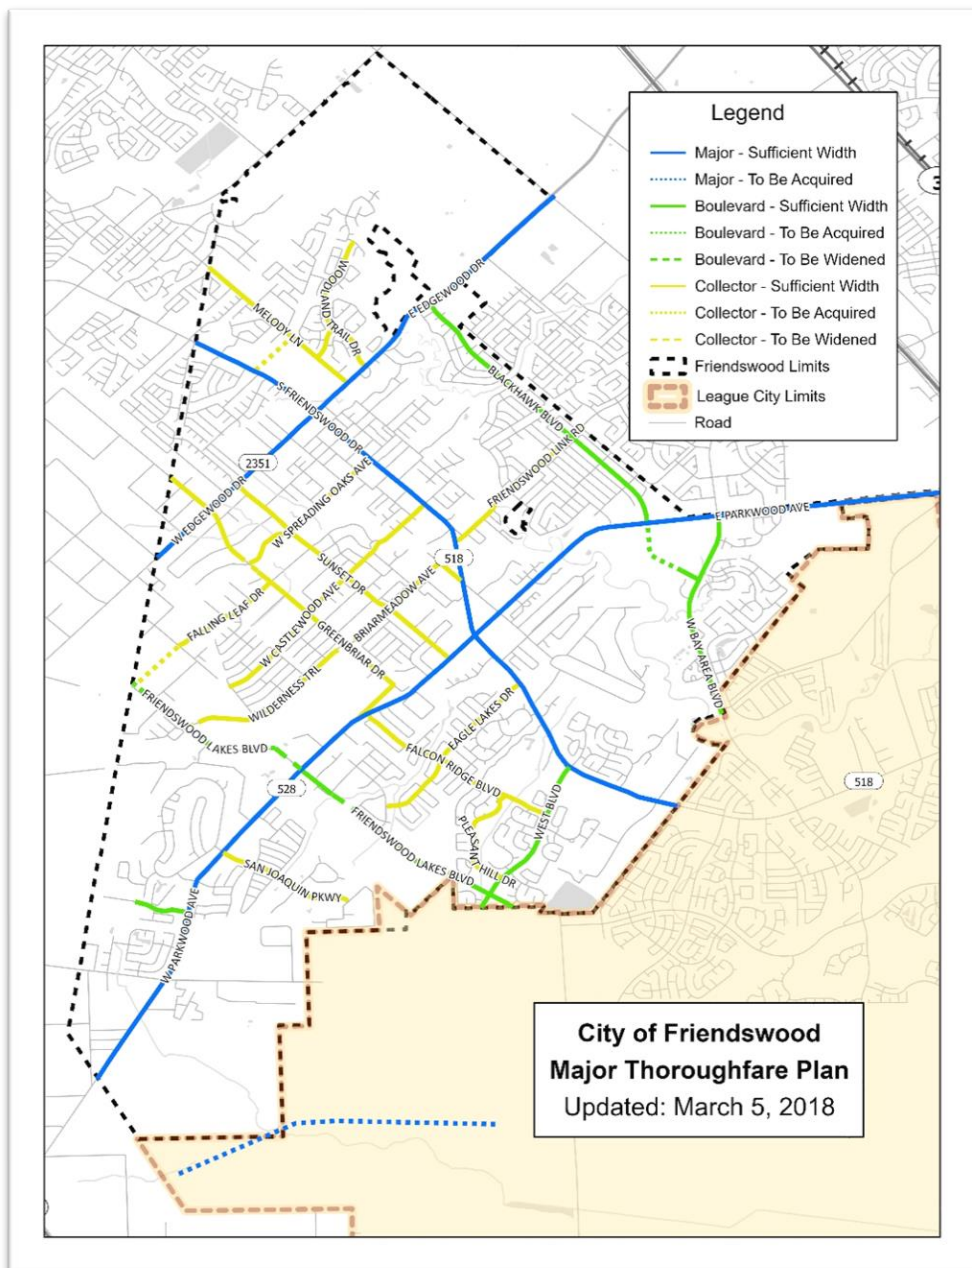 Legend
Major - Sufficient Width
Major - To Be Acquired
Boulevard - Sufficient Width
Boulevard - To Be Acquired
Boulevard - To Be Widened
Collector - Sufficient Width
Collector - To Be Acquired
Collector - To Be Widened
Friendswood Limits
League City Limits
Road
3
WOODLAND TRAIL DR
E EDGEWOOD DR
MELODY LN
S FRIENDSWOOD DR
BLACKHAWK BLVD
FRIENDSWOOD LINK RD
2351
W EDGEWOOD DR
W SPREADING OAKS AVE
E PARKWOOD AVE
SUNSET DR
518
BRIARMEADOW AVE
W CASTLEWOOD AVE
FALLING LEAF DR
GREENBRIAR DR
WILDERNESS TRL
W BAY AREA BLVD
FRIENDSWOOD LAKES BLVD
EAGLE LAKES DR
FALCON RIDGE BLVD
528
518
WEST BLVD
PLEASANT HILL DR
FRIENDSWOOD LAKES BLVD
SAN JOAQUIN PKWY
W PARKWOOD AVE
City of Friendswood
Major Thoroughfare Plan
Updated: March 5, 2018